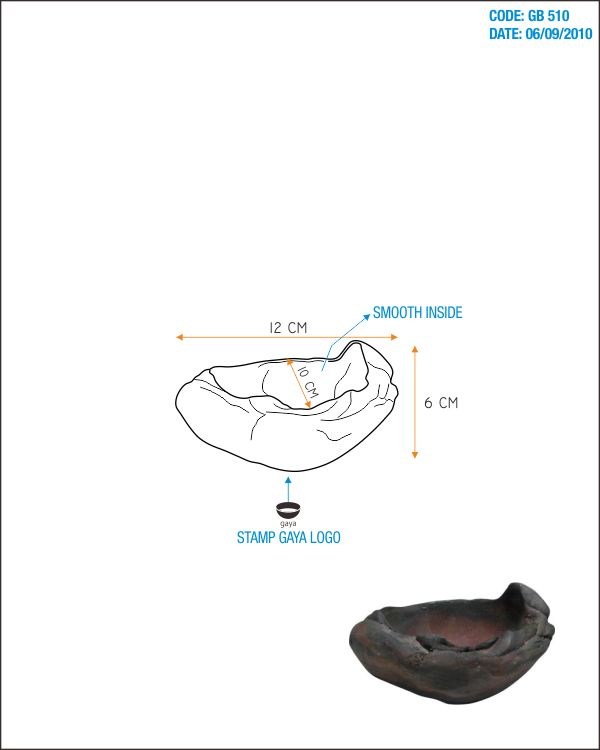 CODE: GB 510
DATE: 06/09/2010
SMOOTH INSIDE
12 CM
10 CM
6 CM
gaya
STAMP GAYA LOGO